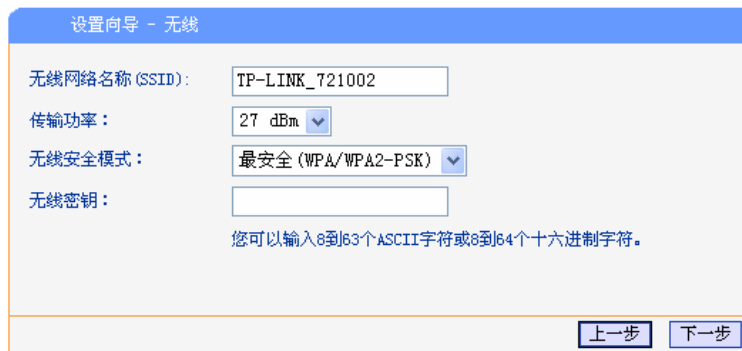 设置向导 - 无线
无线网络名称(SSID): TP-LINK_721002
传输功率： 27 dBm
无线安全模式： 最安全(WPA/WPA2-PSK)
无线密钥：
您可以输入8到63个ASCII字符或8到64个十六进制字符。
上一步 下一步